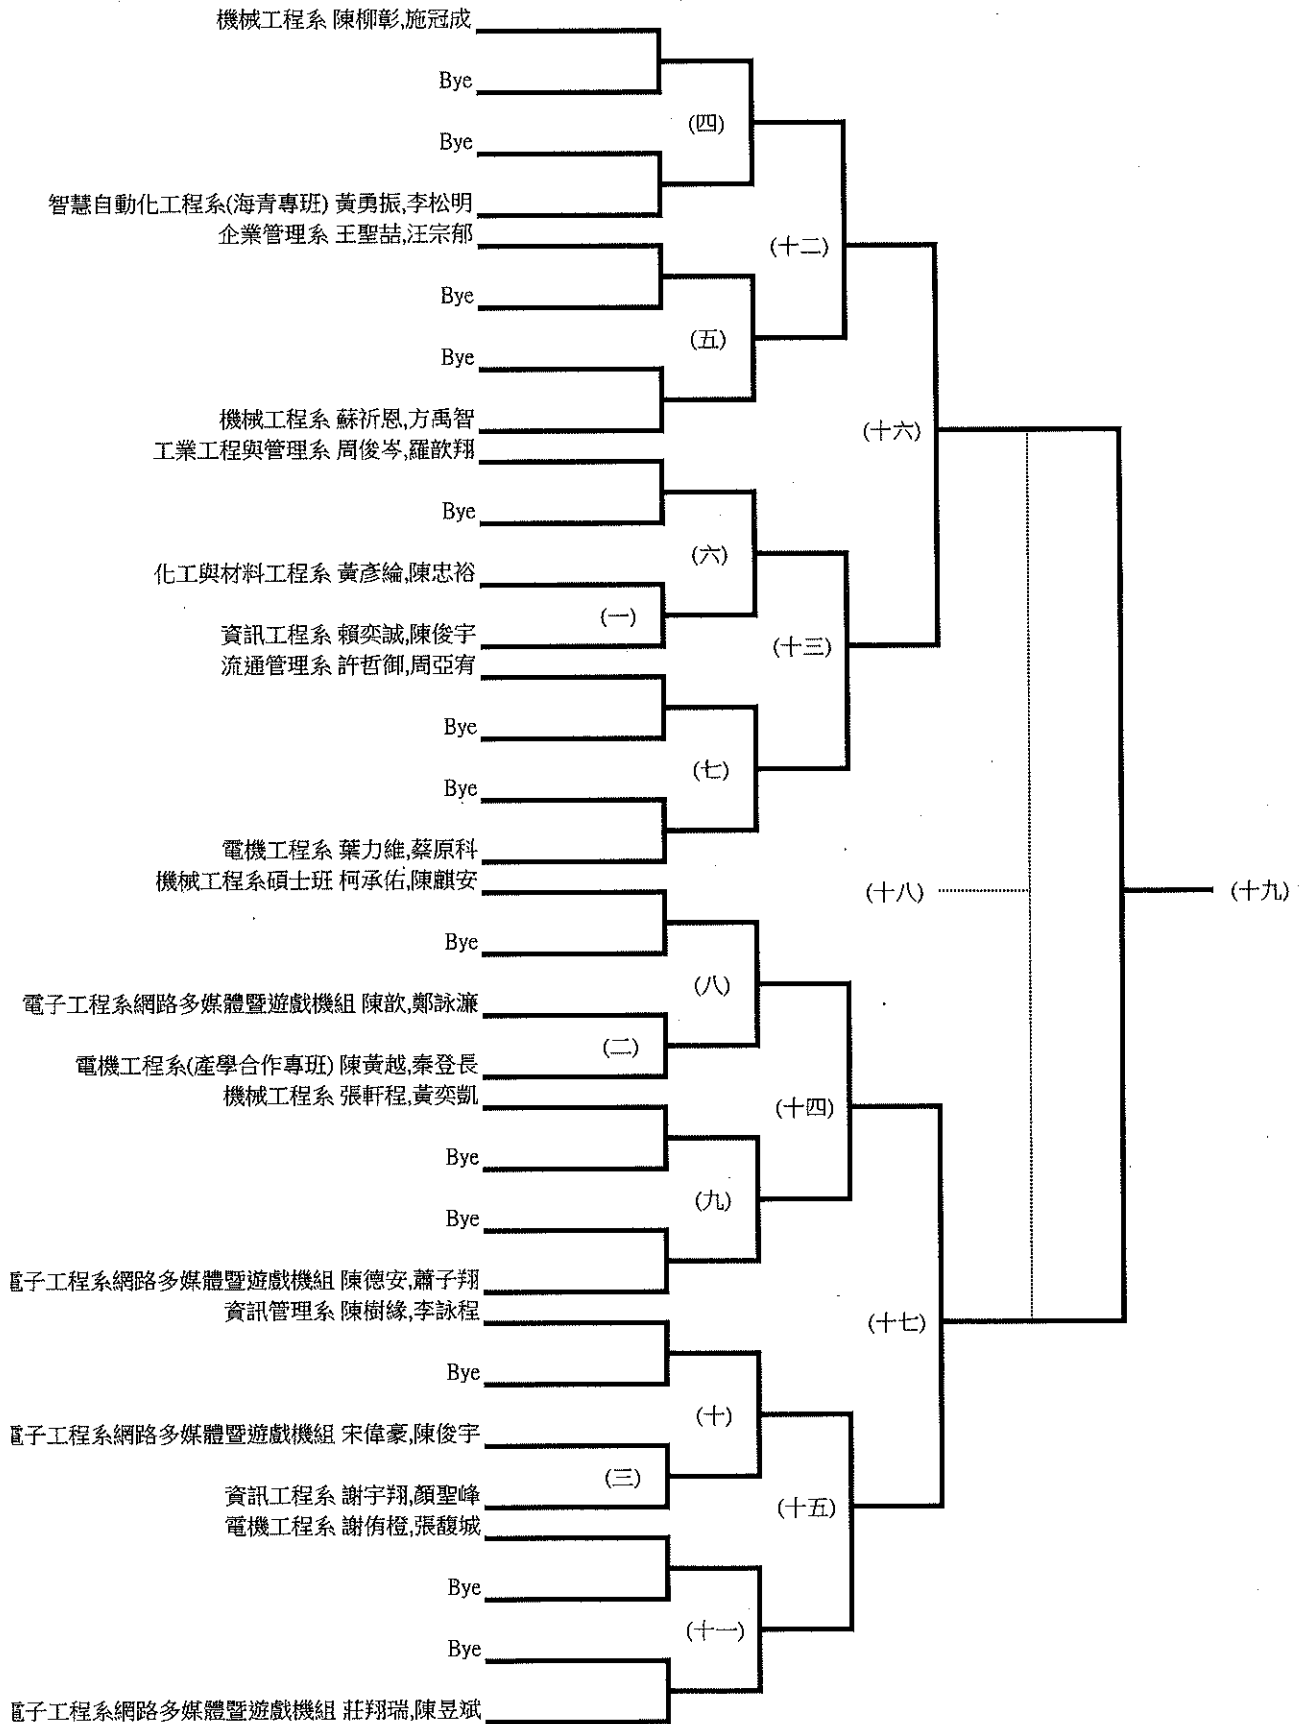 機械工程系 陳柳彰,施冠成
Bye
(四)
Bye
智慧自動化工程系(海青專班) 黃勇振,李松明
企業管理系 王聖喆,汪宗郁
(十二)
Bye
(五)
Bye
機械工程系 蘇祈恩,方禹智
(十六)
工業工程與管理系 周俊岑,羅歆翔
Bye
(六)
化工與材料工程系 黃彥綸,陳忠裕
(一)
資訊工程系 賴奕誠,陳俊宇
(十三)
流通管理系 許哲御,周亞宥
Bye
(七)
Bye
電機工程系 葉力維,蔡原科
機械工程系碩士班 柯承佑,陳麒安
(十八)
(十九)
Bye
(八)
電子工程系網路多媒體暨遊戲機組 陳歆,鄭詠濂
(二)
電機工程系(產學合作專班) 陳黃越,秦登長
機械工程系 張軒程,黃奕凱
(十四)
Bye
(九)
Bye
電子工程系網路多媒體暨遊戲機組 陳德安,蕭子翔
資訊管理系 陳樹緣,李詠程
(十七)
Bye
(十)
電子工程系網路多媒體暨遊戲機組 宋偉豪,陳俊宇
(三)
資訊工程系 謝宇翔,顏聖峰
(十五)
電機工程系 謝侑橙,張馥城
Bye
(十一)
Bye
電子工程系網路多媒體暨遊戲機組 莊翔瑞,陳昱斌